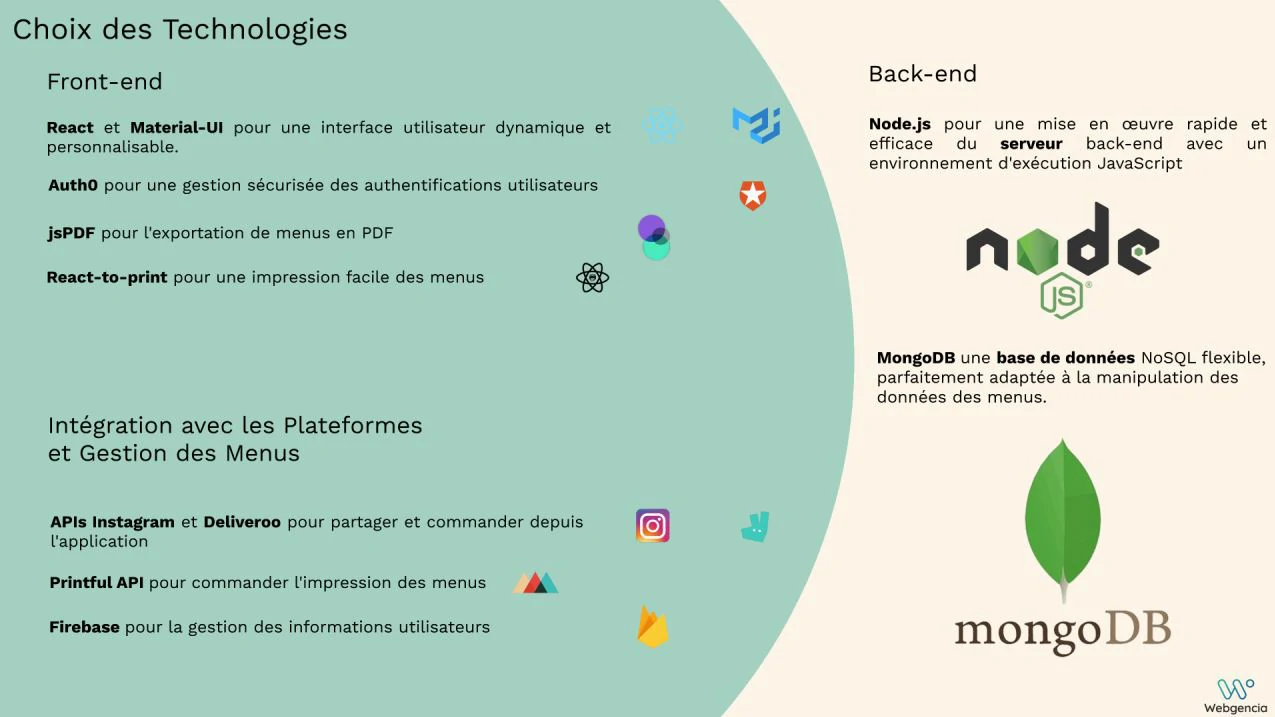 Choix des Technologies
Front-end
React et Material-UI pour une interface utilisateur dynamique et
personnalisable.
Auth0 pour une gestion sécurisée des authentifications utilisateurs
jsPDF pour l'exportation de menus en PDF
React-to-print pour une impression facile des menus
Intégration avec les Plateformes
et Gestion des Menus
APIs Instagram et Deliveroo pour partager et commander depuis
l'application
Printful API pour commander l'impression des menus
Firebase pour la gestion des informations utilisateurs
Back-end
Node.js pour une mise en œuvre rapide et
efficace du serveur back-end avec un
environnement d'exécution JavaScript
node
JS®
MongoDB une base de données NoSQL flexible,
parfaitement adaptée à la manipulation des
données des menus.
mongoDB
Webgencia